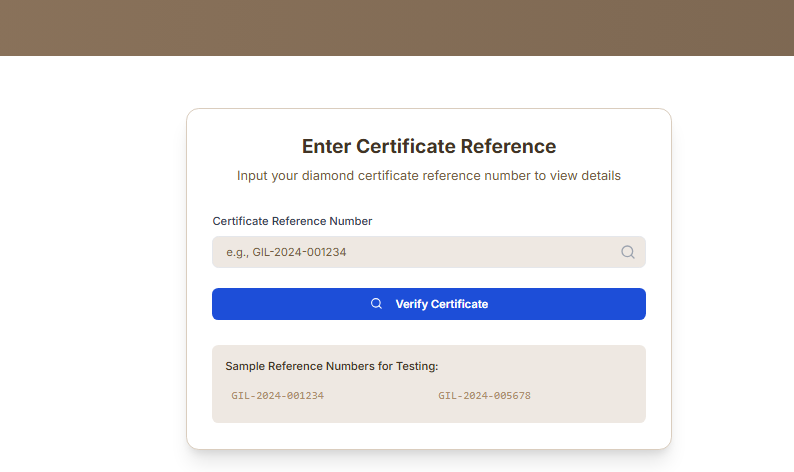 Enter Certificate Reference
Input your diamond certificate reference number to view details
Certificate Reference Number
e.g., GIL-2024-001234
Verify Certificate
Sample Reference Numbers for Testing:
GIL-2024-001234 GIL-2024-005678